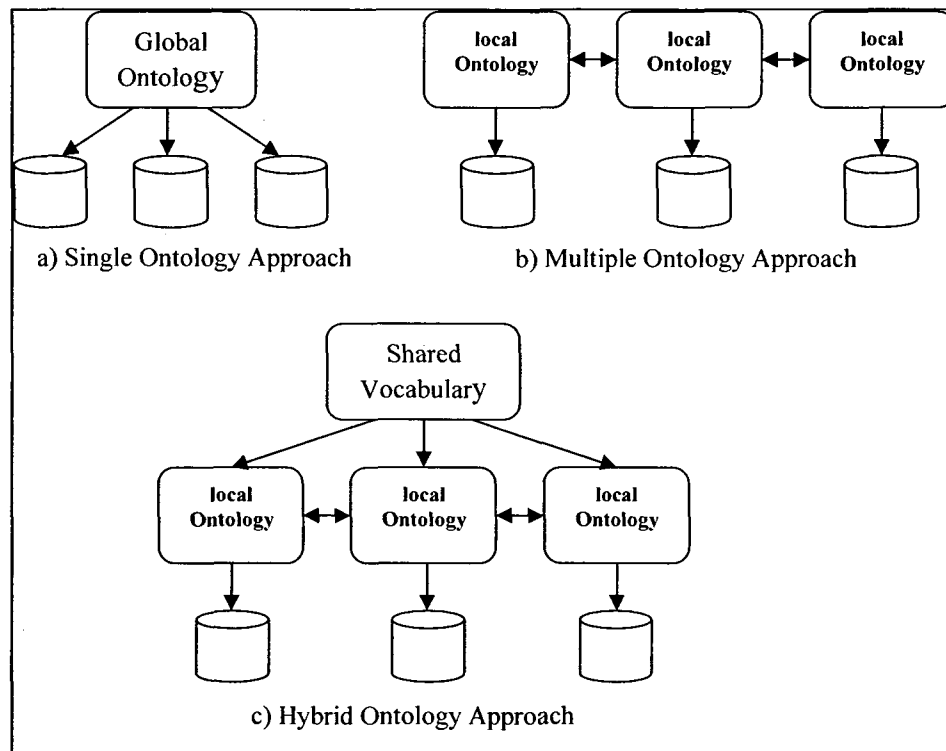 Global
Ontology
local
Ontology
local
Ontology
local
Ontology
a) Single Ontology Approach
b) Multiple Ontology Approach
Shared
Vocabulary
local
Ontology
local
Ontology
local
Ontology
c) Hybrid Ontology Approach